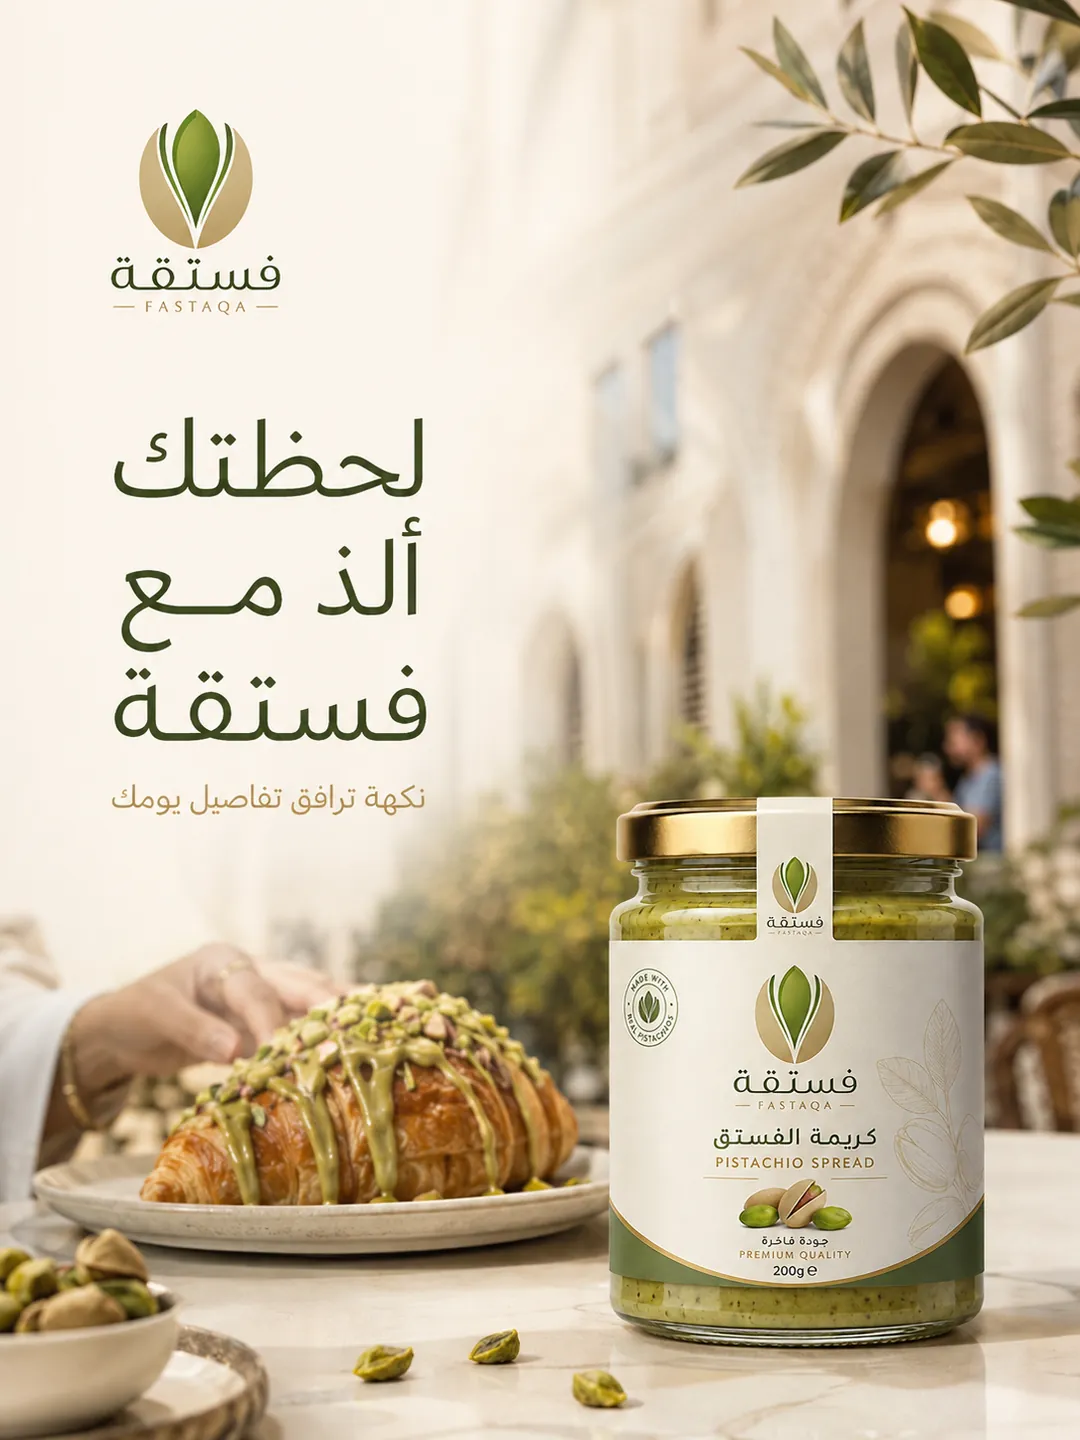 فستقة
FASTAQA
لحظتك
ألذ مع
فستقة
نكهة ترافق تفاصيل يومك
فستقة
FASTAQA
MADE WITH
REAL PISTACHIOS
فستقة
FASTAQA
كريمة الفستق
PISTACHIO SPREAD
جودة فاخرة
PREMIUM QUALITY
200g e